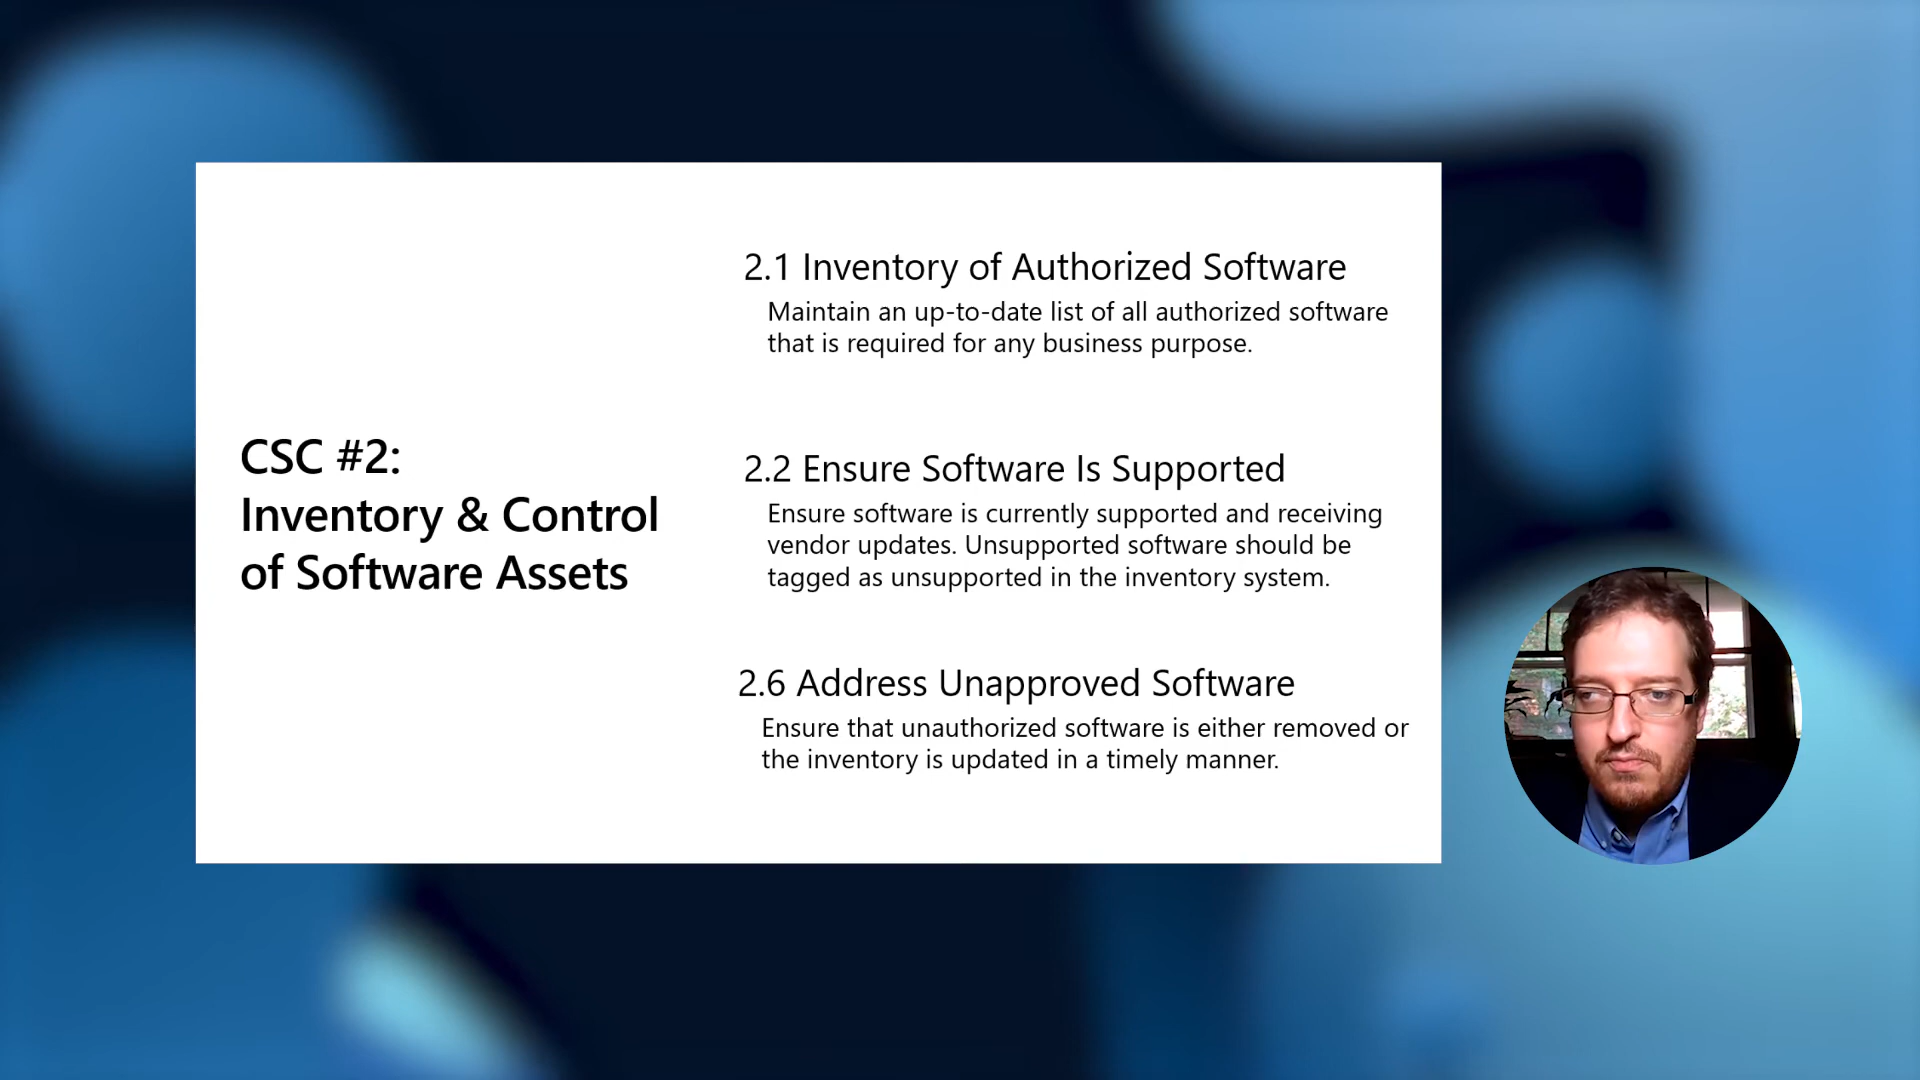 CSC #2:
Inventory & Control
of Software Assets
2.1 Inventory of Authorized Software
Maintain an up-to-date list of all authorized software
that is required for any business purpose.
2.2 Ensure Software Is Supported
Ensure software is currently supported and receiving
vendor updates. Unsupported software should be
tagged as unsupported in the inventory system.
2.6 Address Unapproved Software
Ensure that unauthorized software is either removed or
the inventory is updated in a timely manner.